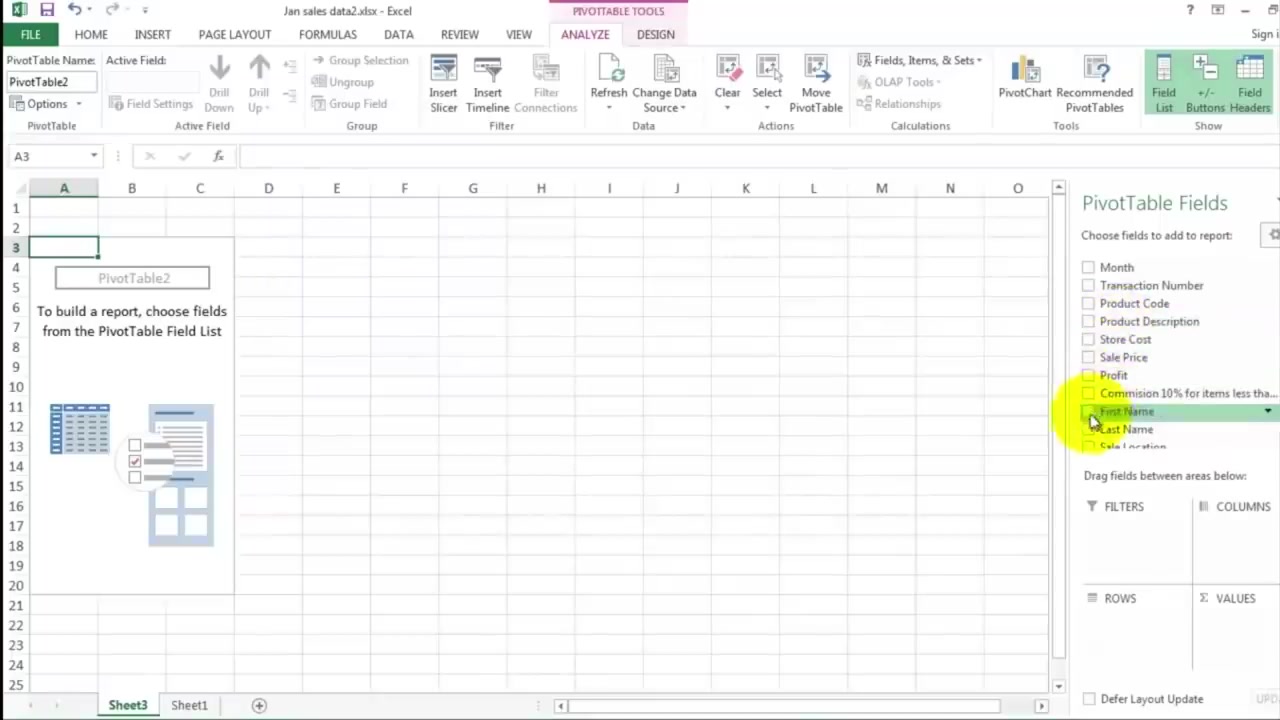 Jan sales data2.xlsx - Excel
PIVOTTABLE TOOLS
?
FILE HOME INSERT PAGE LAYOUT FORMULAS DATA REVIEW VIEW ANALYZE DESIGN Sign i
PivotTable Name:
PivotTable2
Options
PivotTable
Active Field:
Field Settings
Drill Down
Drill Up
Active Field
Group Selection
Ungroup
Group Field
Group
Insert Slicer
Insert Timeline
Filter Connections
Filter
Refresh
Change Data Source
Data
Clear
Select
Move PivotTable
Actions
Fields, Items, & Sets
OLAP Tools
Relationships
Calculations
PivotChart
Recommended PivotTables
Tools
Field List
+/- Buttons
Field Headers
Show
A3
fx
A B C D E F G H I J K L M N O
1
2
3
4
5
6
7
8
9
10
11
12
13
14
15
16
17
18
19
20
21
22
23
24
25
PivotTable2
To build a report, choose fields
from the PivotTable Field List
PivotTable Fields
Choose fields to add to report:
Month
Transaction Number
Product Code
Product Description
Store Cost
Sale Price
Profit
Commision 10% for items less tha...
First Name
Last Name
Sale Location
Drag fields between areas below:
FILTERS
COLUMNS
ROWS
Σ VALUES
Defer Layout Update
UPD
Sheet3 Sheet1